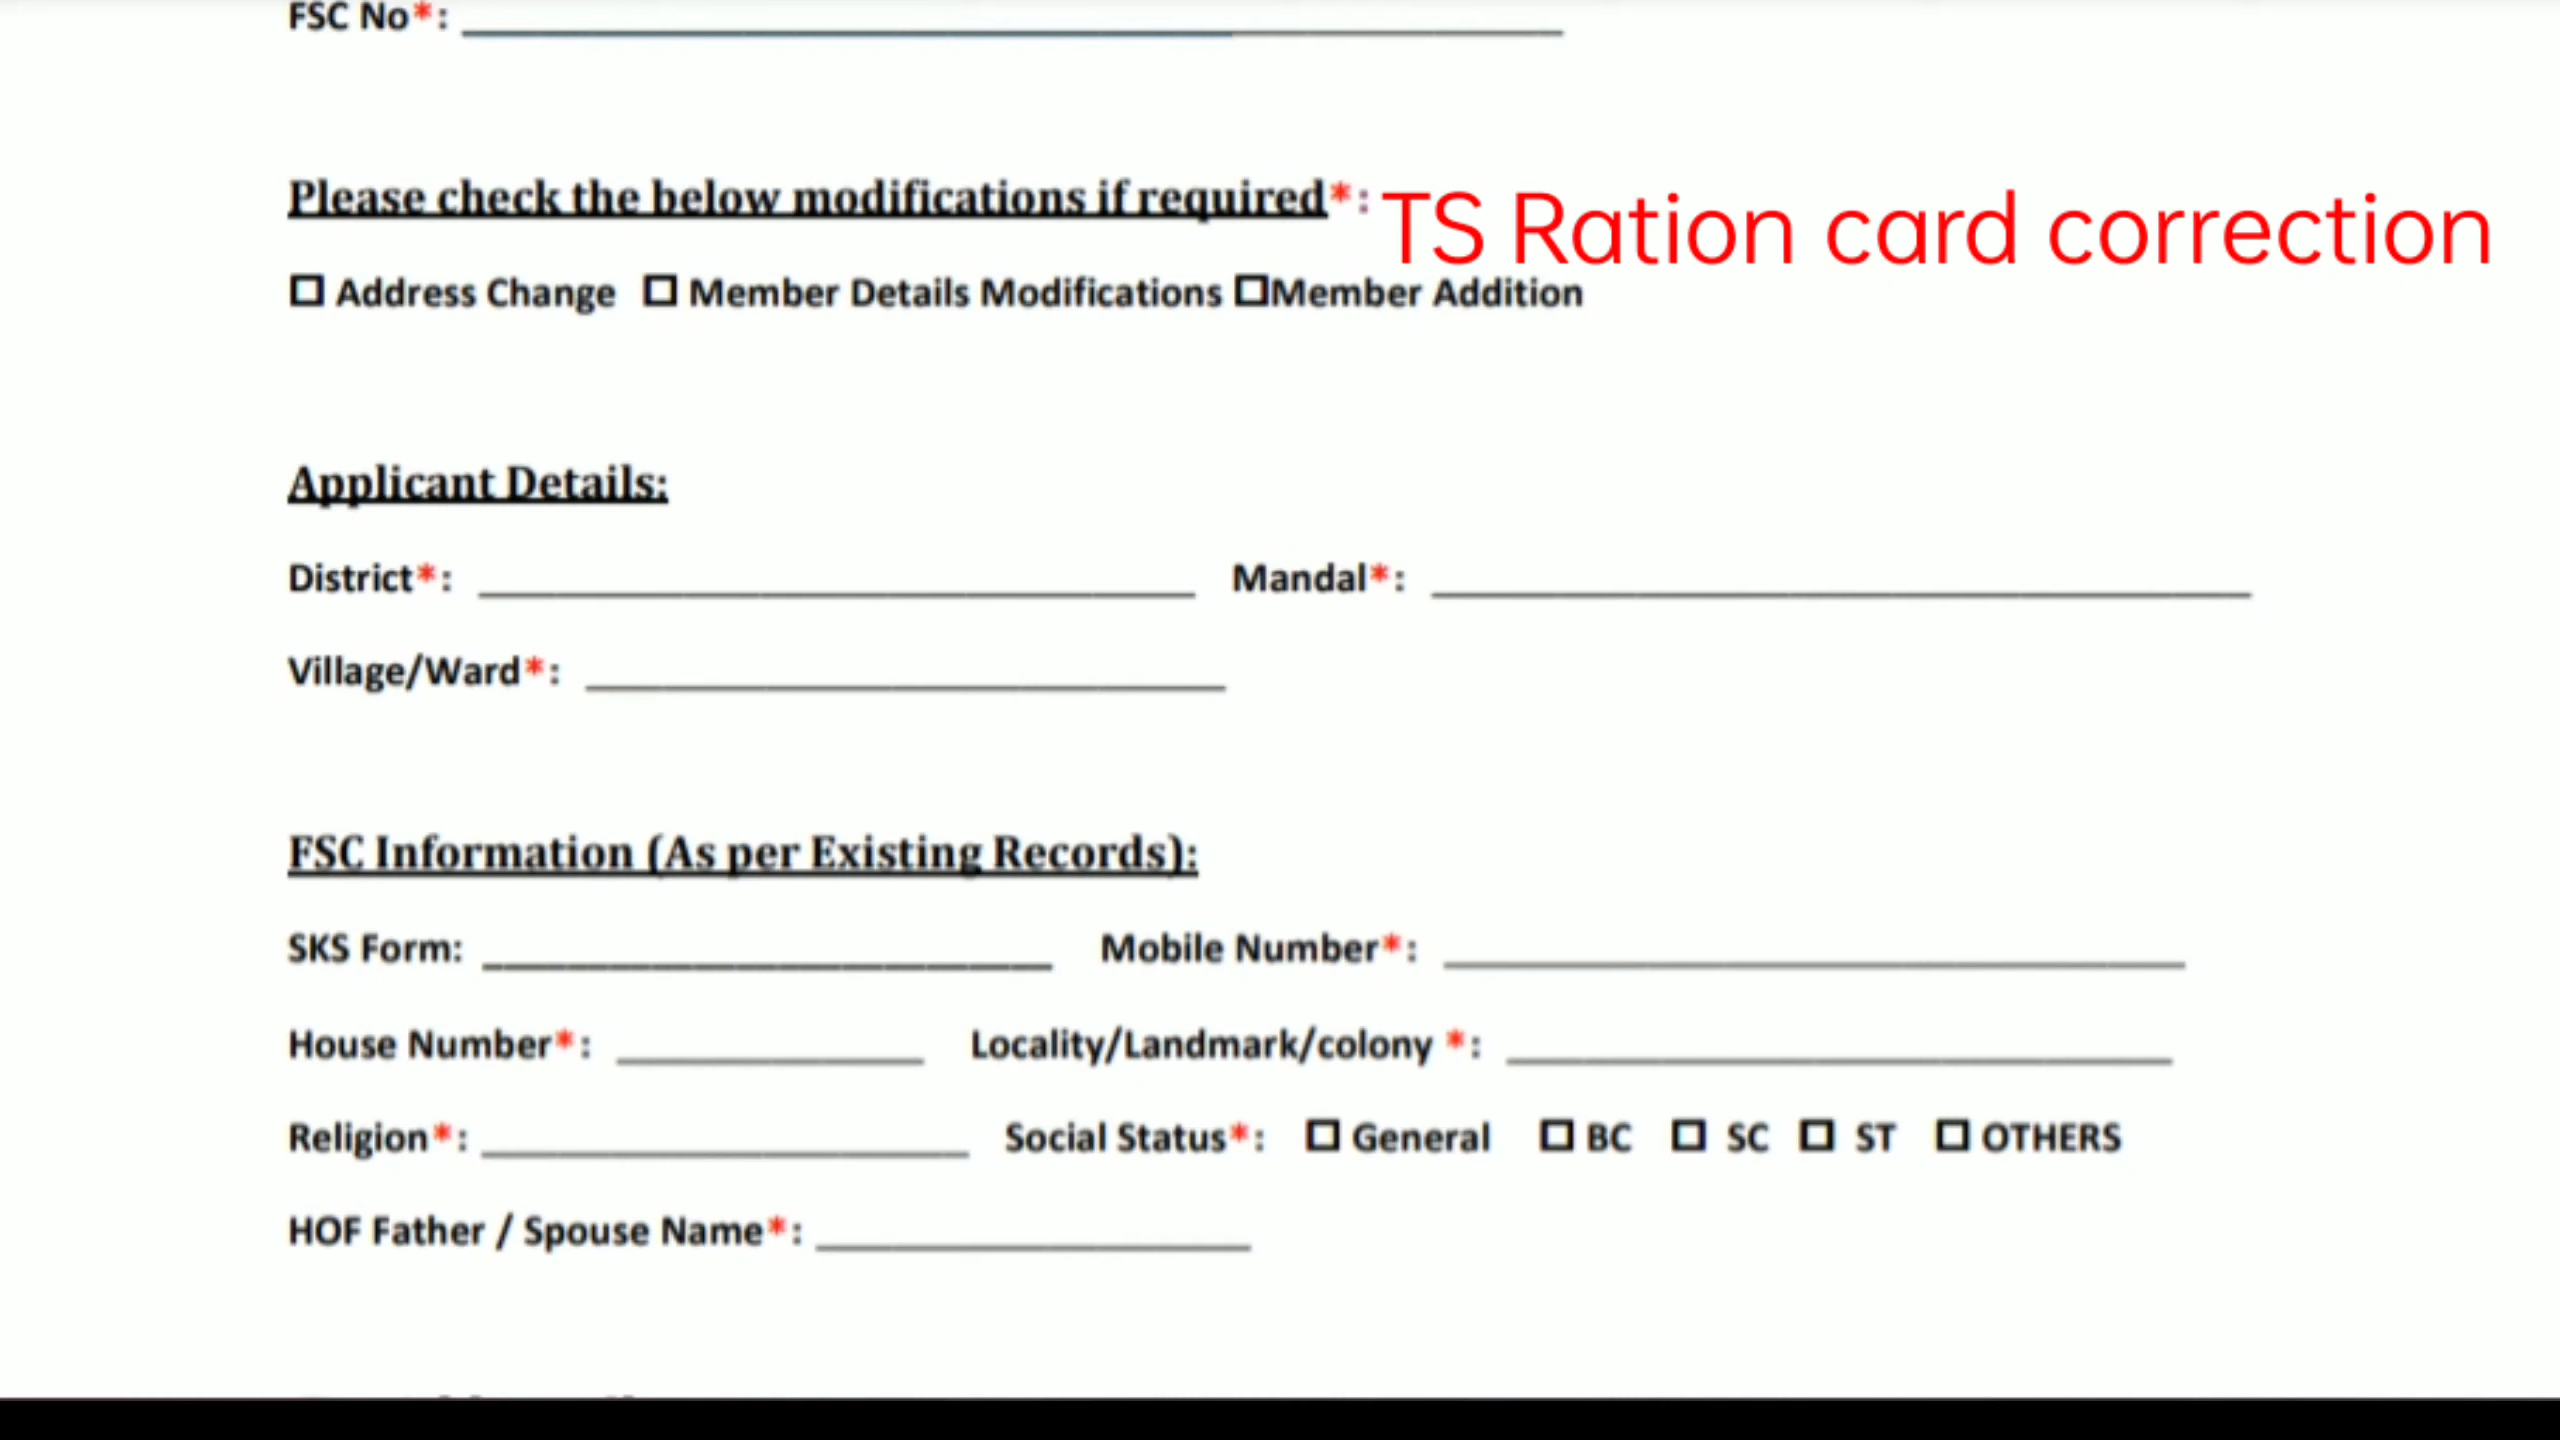 FSC No*: 
Please check the below modifications if required*: TS Ration card correction
☐ Address Change ☐ Member Details Modifications ☐Member Addition
Applicant Details:
District*: Mandal*:
Village/Ward*:
FSC Information (As per Existing Records):
SKS Form: Mobile Number*:
House Number*: Locality/Landmark/colony *:
Religion*: Social Status*: ☐ General ☐ BC ☐ SC ☐ ST ☐ OTHERS
HOF Father / Spouse Name*: